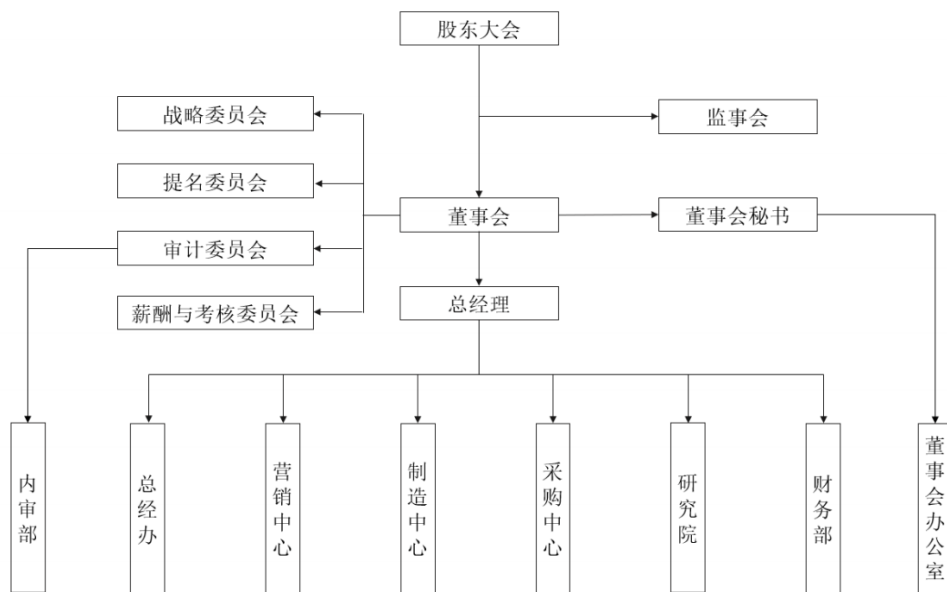 股东大会
战略委员会
监事会
提名委员会
董事会
董事会秘书
审计委员会
总经理
薪酬与考核委员会
内审部
总经办
营销中心
制造中心
采购中心
研究院
财务部
董事会办公室